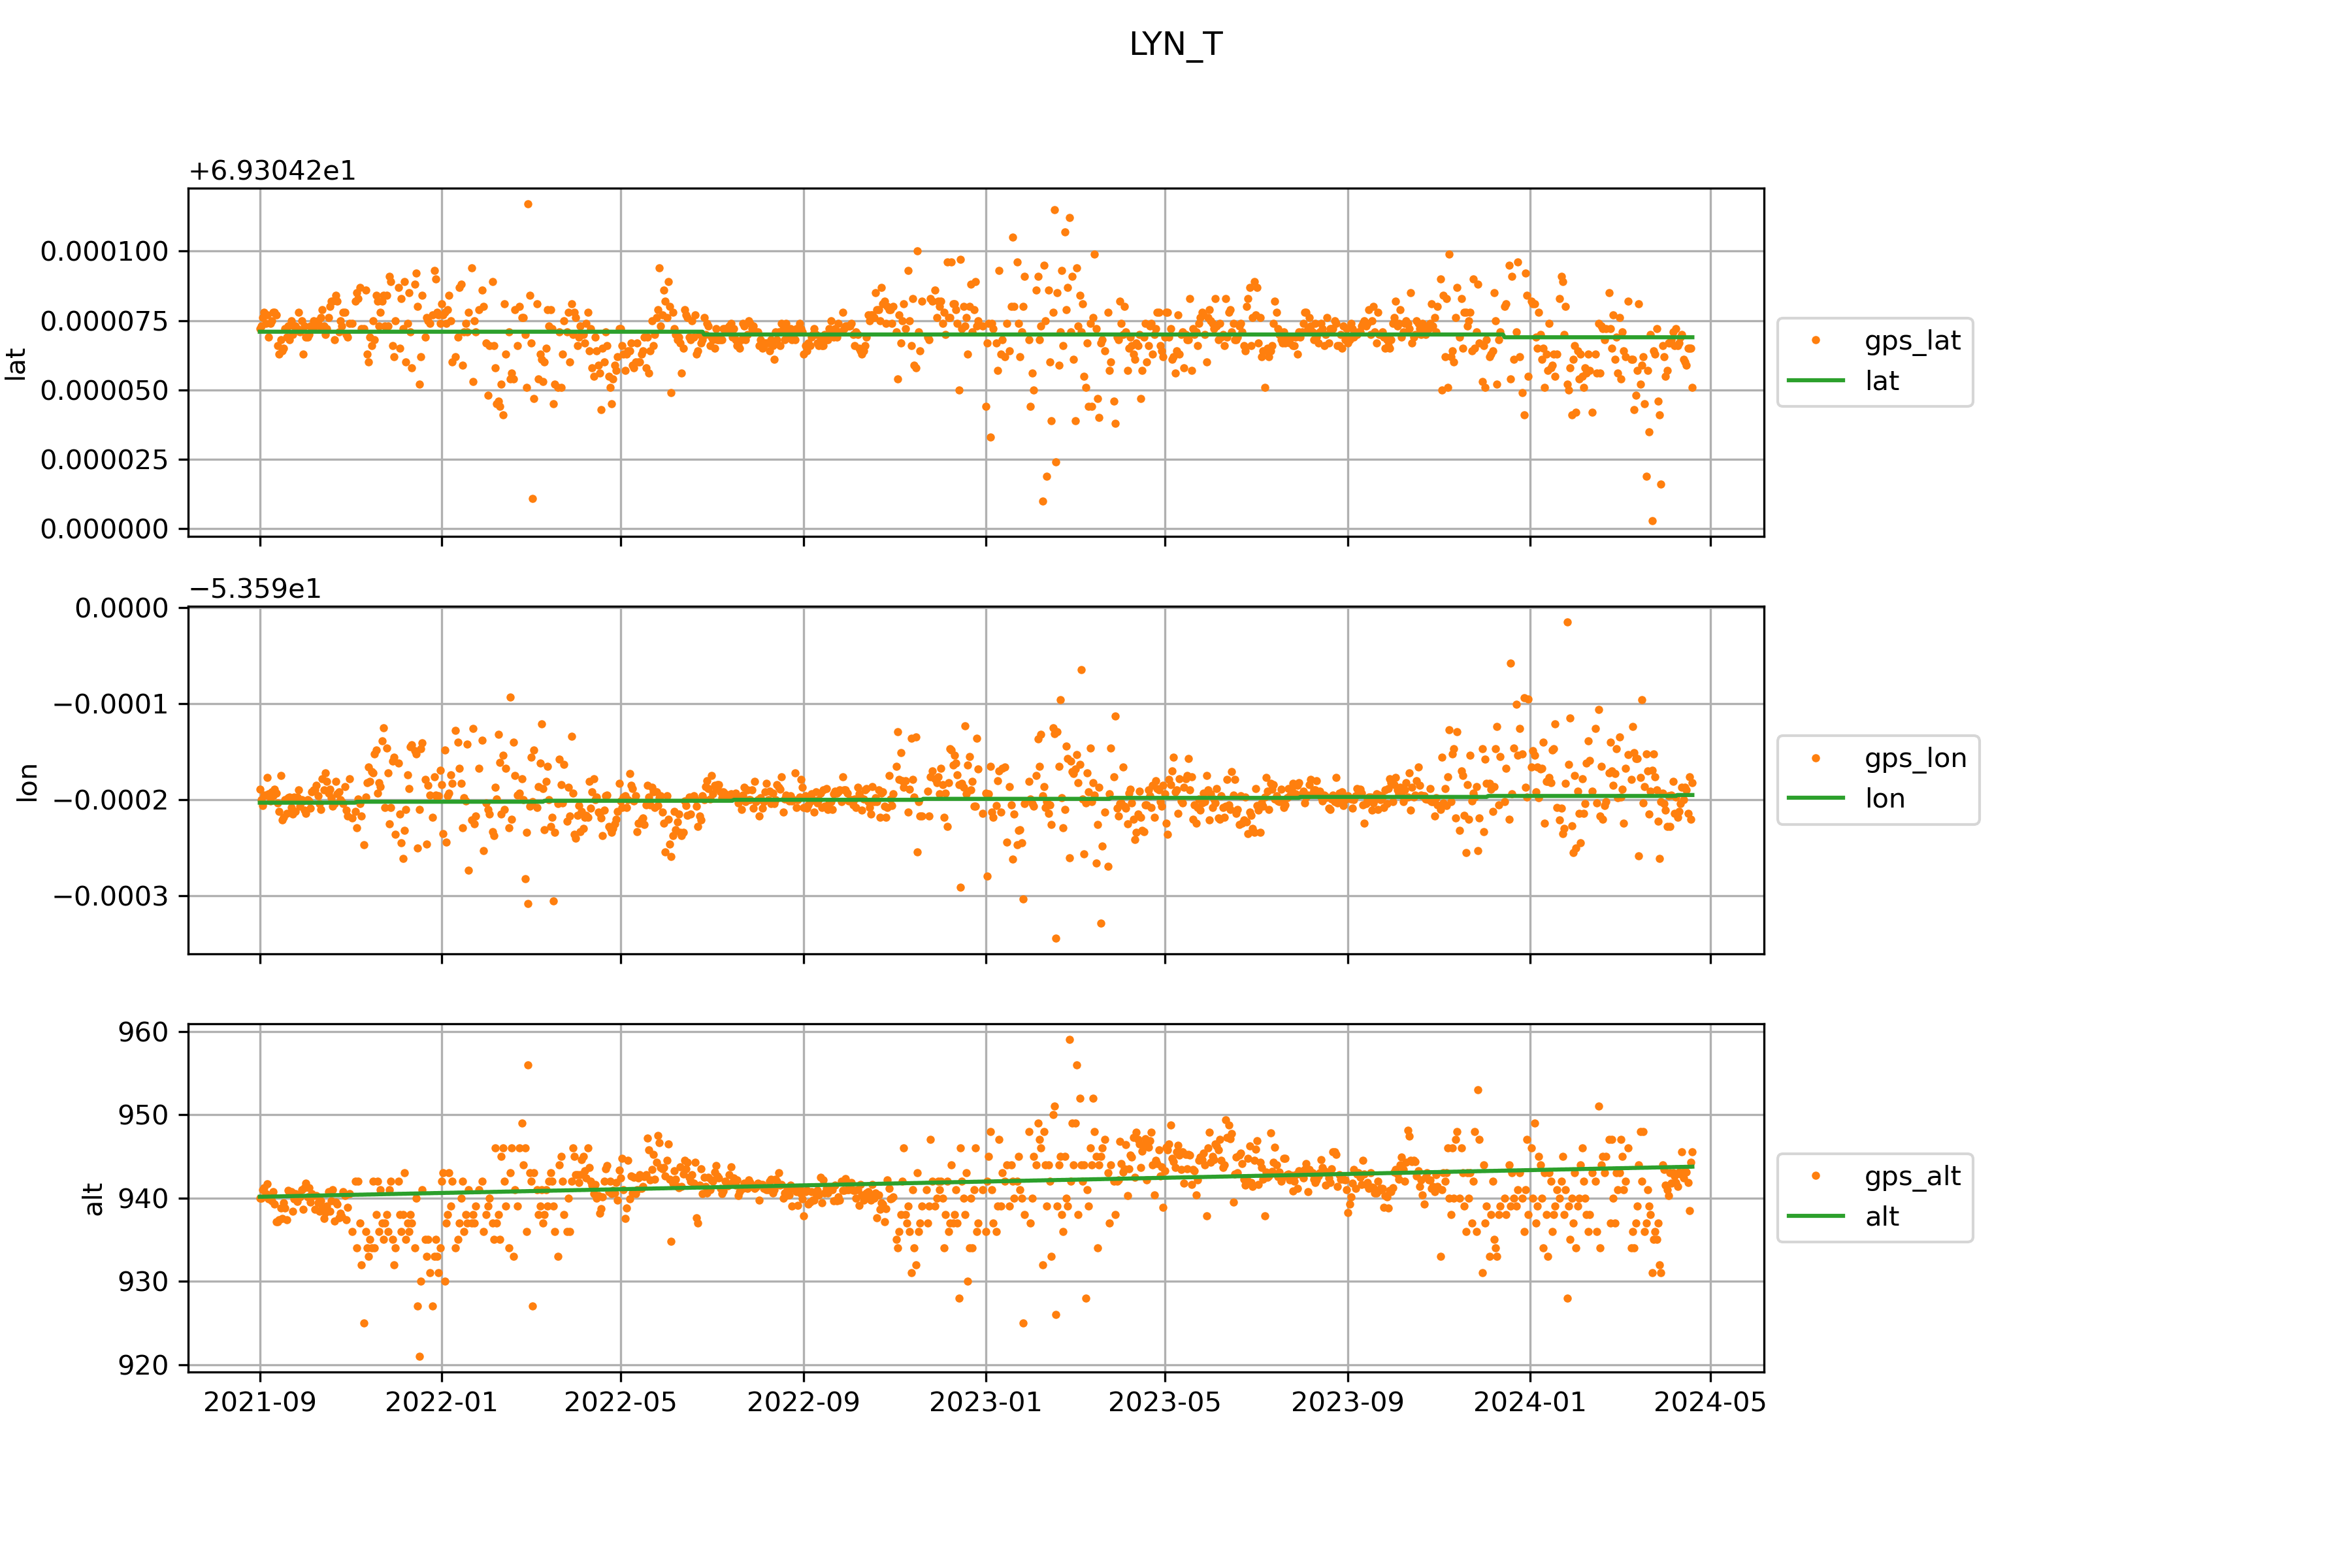 LYN_T
+6.93042e1
0.000100
0.000075
0.000050
0.000025
0.000000
lat
gps_lat
lat
−5.359e1
0.0000
−0.0001
−0.0002
−0.0003
lon
gps_lon
lon
960
950
940
930
920
alt
gps_alt
alt
2021-09 2022-01 2022-05 2022-09 2023-01 2023-05 2023-09 2024-01 2024-05